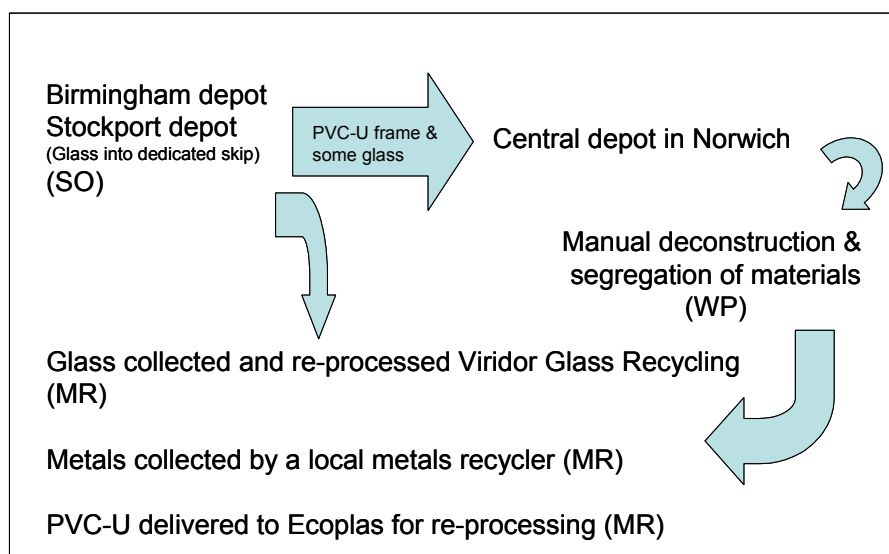 Birmingham depot
Stockport depot
(Glass into dedicated skip)
(SO)
PVC-U frame &
some glass
Central depot in Norwich
Manual deconstruction &
segregation of materials
(WP)
Glass collected and re-processed Viridor Glass Recycling
(MR)
Metals collected by a local metals recycler (MR)
PVC-U delivered to Ecoplas for re-processing (MR)